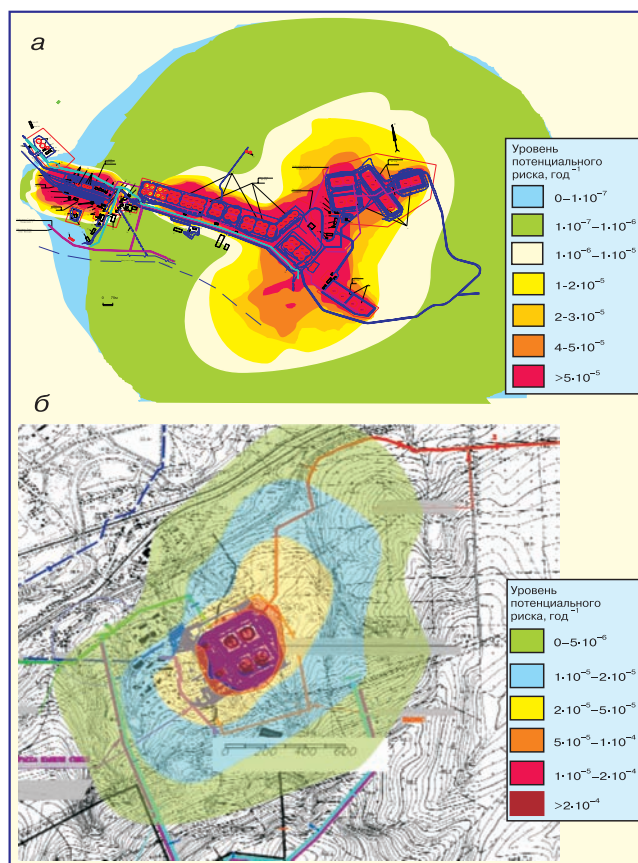 а
Уровень
потенциального
риска, год⁻¹
0–1·10⁻⁷
1·10⁻⁷–1·10⁻⁶
1·10⁻⁶–1·10⁻⁵
1-2·10⁻⁵
2-3·10⁻⁵
4-5·10⁻⁵
>5·10⁻⁵
б
Уровень
потенциального
риска, год⁻¹
0–5·10⁻⁶
1·10⁻⁵–2·10⁻⁵
2·10⁻⁵–5·10⁻⁵
5·10⁻⁵–1·10⁻⁴
1·10⁻⁵–2·10⁻⁴
>2·10⁻⁴
200 400 600